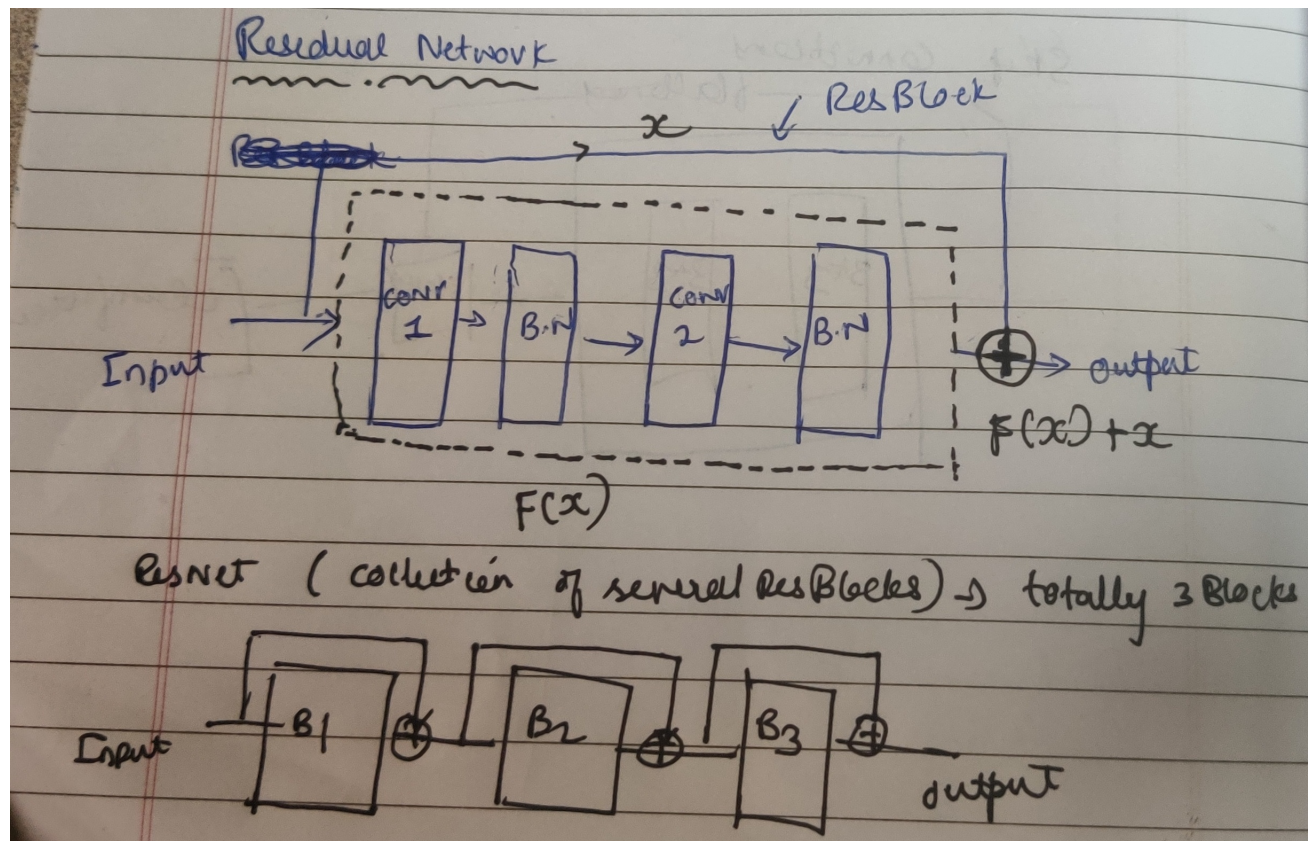 Residual Network
ResBlock
x
CONV 1
B.N
CONV 2
B.N
Input
output
F(x) + x
F(x)
ResNet ( collection of several ResBlocks) → totally 3 Blocks
B1
B2
B3
Input
output